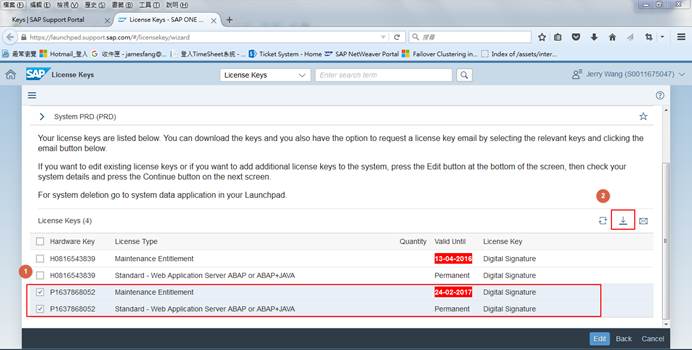 檔案(F) 編輯(E) 檢視(V) 歷史(S) 書籤(B) 工具(T) 說明(H)
Keys | SAP Support Portal × License Keys - SAP ONE ... × +
https://launchpad.support.sap.com/#/licensekey/wizard 搜尋
最常瀏覽 Hotmail_登入 收件匣 - jamesfang@... 登入TimeSheet系統 - ... Ticket System - Home SAP NetWeaver Portal Failover Clustering in... Index of /assets/inter...
SAP License Keys License Keys Enter search term Jerry Wang (S0011675047)
System PRD (PRD)
Your license keys are listed below. You can download the keys and you also have the option to request a license key email by selecting the relevant keys and clicking the
email button below.
If you want to edit existing license keys or if you want to add additional license keys to the system, press the Edit button at the bottom of the screen, then check your
system details and press the Continue button on the next screen.
For system deletion go to system data application in your Launchpad.
2
License Keys (4)
Hardware Key License Type Quantity Valid Until License Key
H0816543839 Maintenance Entitlement 13-04-2016 Digital Signature
1
H0816543839 Standard - Web Application Server ABAP or ABAP+JAVA Permanent Digital Signature
P1637868052 Maintenance Entitlement 24-02-2017 Digital Signature
P1637868052 Standard - Web Application Server ABAP or ABAP+JAVA Permanent Digital Signature
Edit Back Cancel